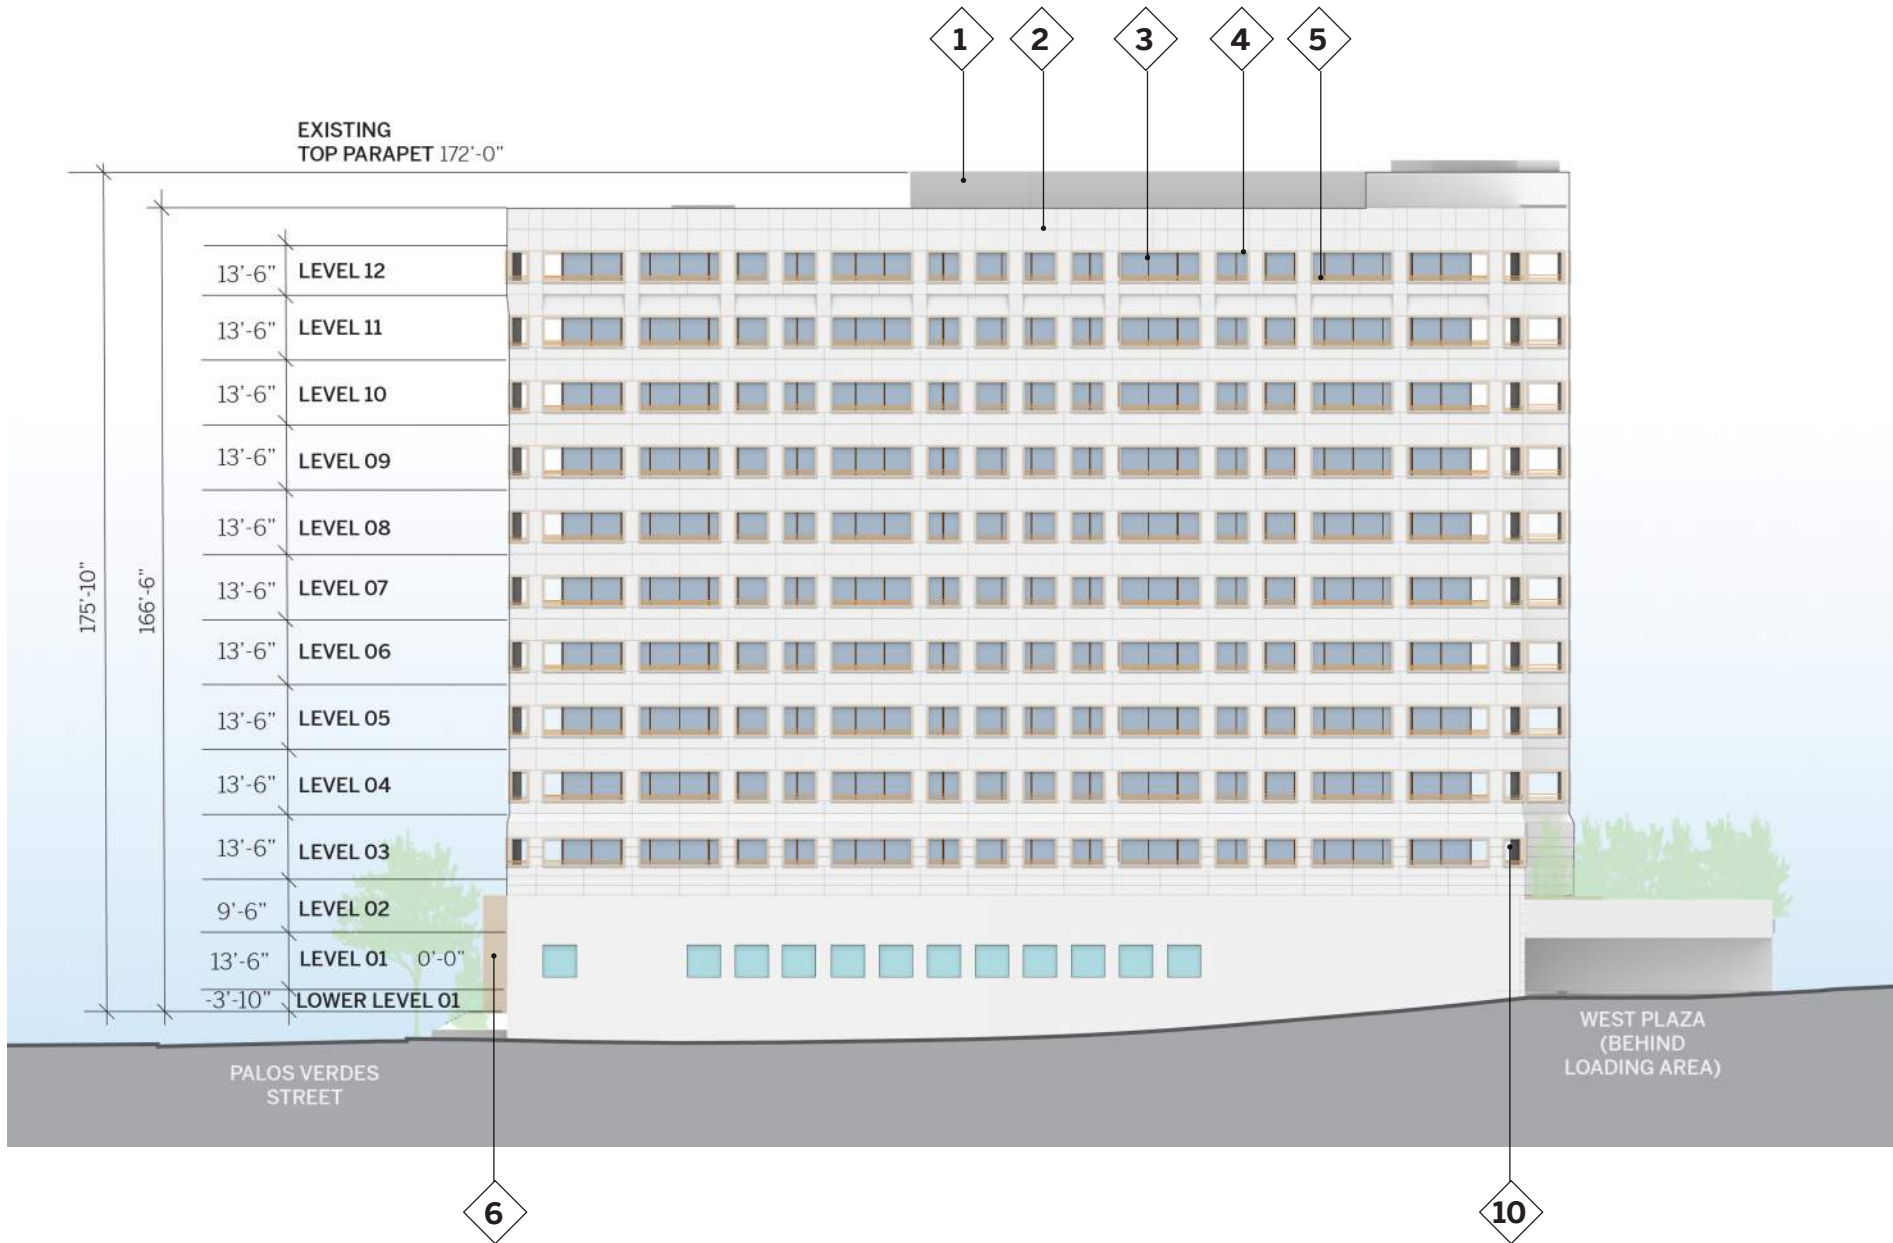 1
2
3
4
5
EXISTING
TOP PARAPET 172’-0”
13’-6” LEVEL 12
13’-6” LEVEL 11
13’-6” LEVEL 10
13’-6” LEVEL 09
13’-6” LEVEL 08
13’-6” LEVEL 07
13’-6” LEVEL 06
13’-6” LEVEL 05
13’-6” LEVEL 04
13’-6” LEVEL 03
9’-6” LEVEL 02
13’-6” LEVEL 01 0’-0”
-3’-10” LOWER LEVEL 01
175’-10”
166’-6”
PALOS VERDES
STREET
WEST PLAZA
(BEHIND
LOADING AREA)
6
10